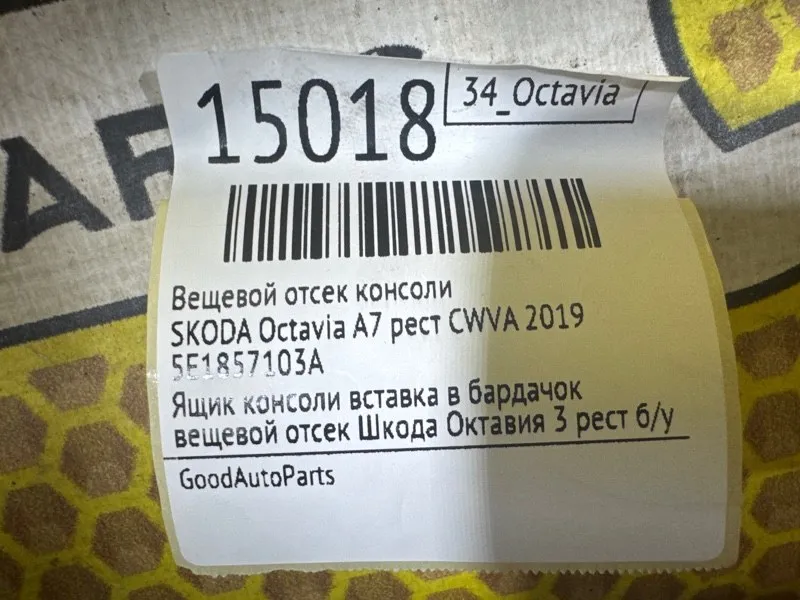 15018
34_Octavia
Вещевой отсек консоли
SKODA Octavia A7 рест CWVA 2019
5E1857103A
Ящик консоли вставка в бардачок
вещевой отсек Шкода Октавия 3 рест б/у
GoodAutoParts